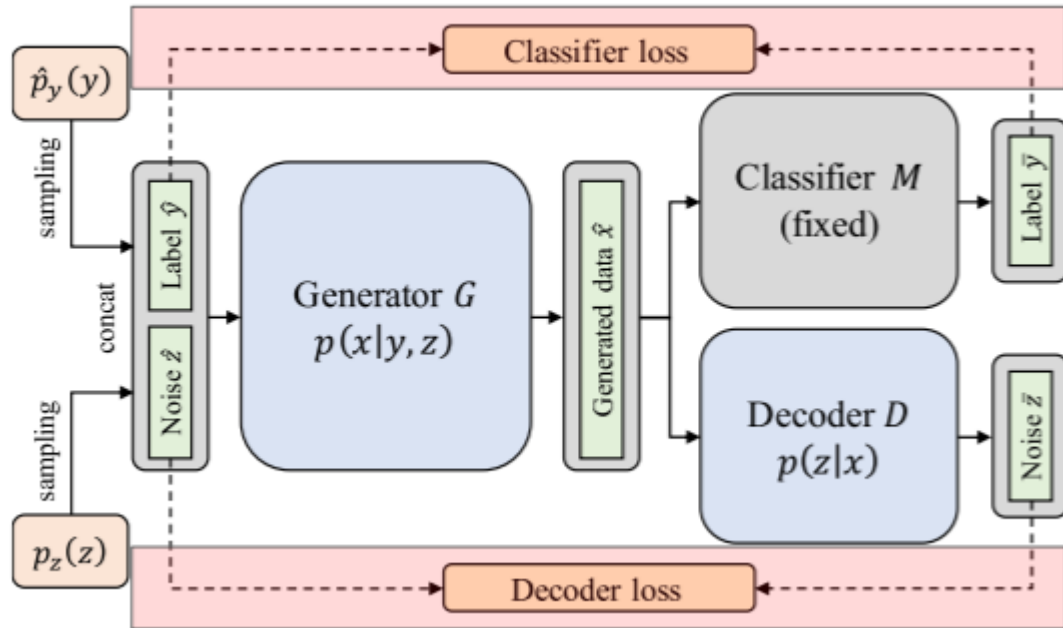 Classifier loss
p̂_y(y)
sampling
Label ŷ
concat
Noise ẑ
sampling
p_z(z)
Generator G
p(x|y, z)
Generated data x̂
Classifier M
(fixed)
Label ȳ
Decoder D
p(z|x)
Noise z̄
Decoder loss